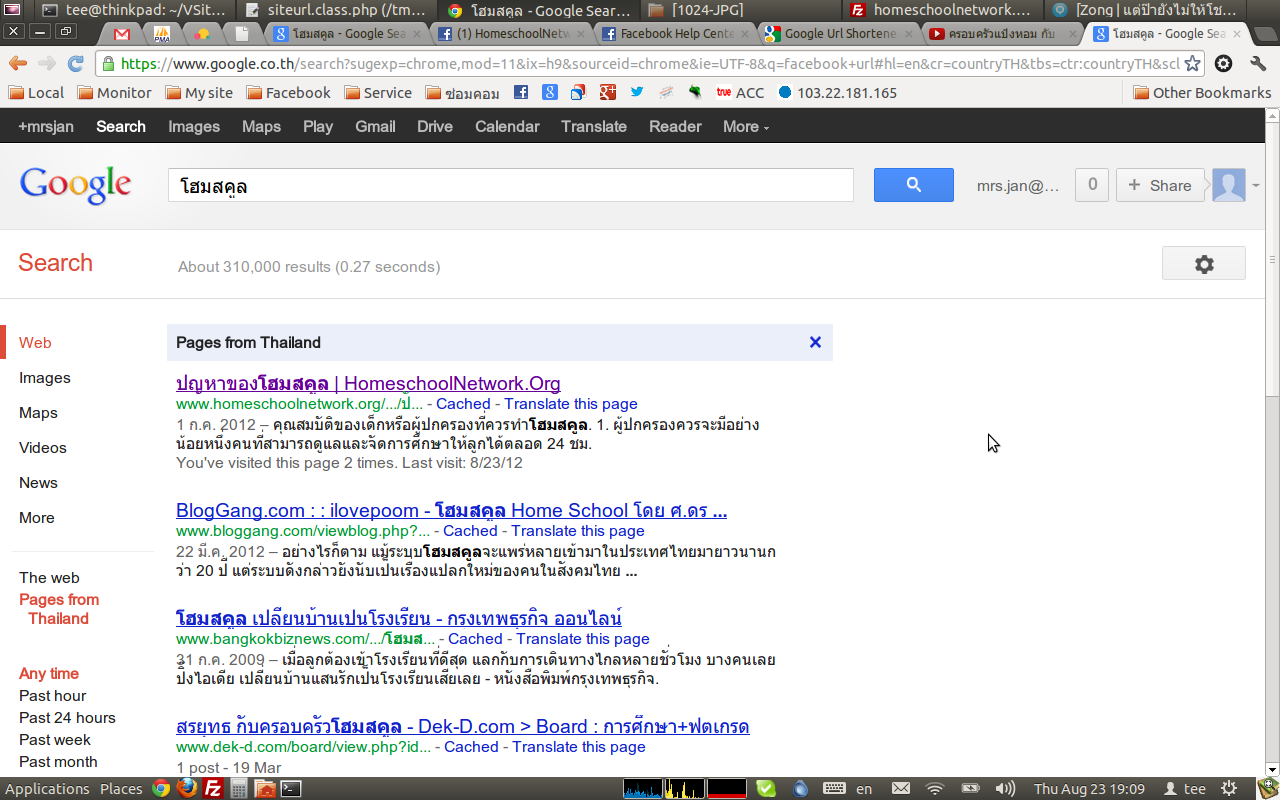 tee@thinkpad: ~/VSit...
siteurl.class.php (/tm...
โฮมสคูล - Google Sear...
[1024-JPG]
homeschoolnetwork....
[Zong | แต่ป้ายังไม่ให้โช...
โฮมสคูล - Google Sea
(1) HomeschoolNetw
Facebook Help Cente
Google Url Shortene
ครอบครัวแป้งหอม กับ
โฮมสคูล - Google Sea
https://www.google.co.th/search?sugexp=chrome,mod=11&ix=h9&sourceid=chrome&ie=UTF-8&q=facebook+url#hl=en&cr=countryTH&tbs=ctr:countryTH&scl
Local
Monitor
My site
Facebook
Service
ซ่อมคอม
true ACC
103.22.181.165
Other Bookmarks
+mrsjan Search Images Maps Play Gmail Drive Calendar Translate Reader More
Google
โฮมสคูล
mrs.jan@...
0
+ Share
Search
About 310,000 results (0.27 seconds)
Web
Images
Maps
Videos
News
More
The web
Pages from
Thailand
Any time
Past hour
Past 24 hours
Past week
Past month
Pages from Thailand
ปัญหาของโฮมสคูล | HomeschoolNetwork.Org
www.homeschoolnetwork.org/.../ป... - Cached - Translate this page
1 ก.ค. 2012 – คุณสมบัติของเด็กหรือผู้ปกครองที่ควรทำโฮมสคูล. 1. ผู้ปกครองควรจะมีอย่าง
น้อยหนึ่งคนที่สามารถดูแลและจัดการศึกษาให้ลูกได้ตลอด 24 ชม.
You've visited this page 2 times. Last visit: 8/23/12
BlogGang.com : : ilovepoom - โฮมสคูล Home School โดย ศ.ดร ...
www.bloggang.com/viewblog.php?... - Cached - Translate this page
22 มี.ค. 2012 – อย่างไรก็ตาม แม้ระบบโฮมสคูลจะแพร่หลายเข้ามาในประเทศไทยมายาวนานก
ว่า 20 ปี แต่ระบบดังกล่าวยังนับเป็นเรื่องแปลกใหม่ของคนในสังคมไทย ...
โฮมสคูล เปลี่ยนบ้านเป็นโรงเรียน - กรุงเทพธุรกิจ ออนไลน์
www.bangkokbiznews.com/.../โฮมส... - Cached - Translate this page
31 ก.ค. 2009 – เมื่อลูกต้องเข้าโรงเรียนที่ดีสุด แลกกับการเดินทางไกลหลายชั่วโมง บางคนเลย
ปิ๊งไอเดีย เปลี่ยนบ้านแสนรักเป็นโรงเรียนเสียเลย - หนังสือพิมพ์กรุงเทพธุรกิจ.
สรยุทธ กับครอบครัวโฮมสคูล - Dek-D.com > Board : การศึกษา+ฟุตเกรด
www.dek-d.com/board/view.php?id... - Cached - Translate this page
1 post - 19 Mar
Applications Places
en
Thu Aug 23 19:09
tee